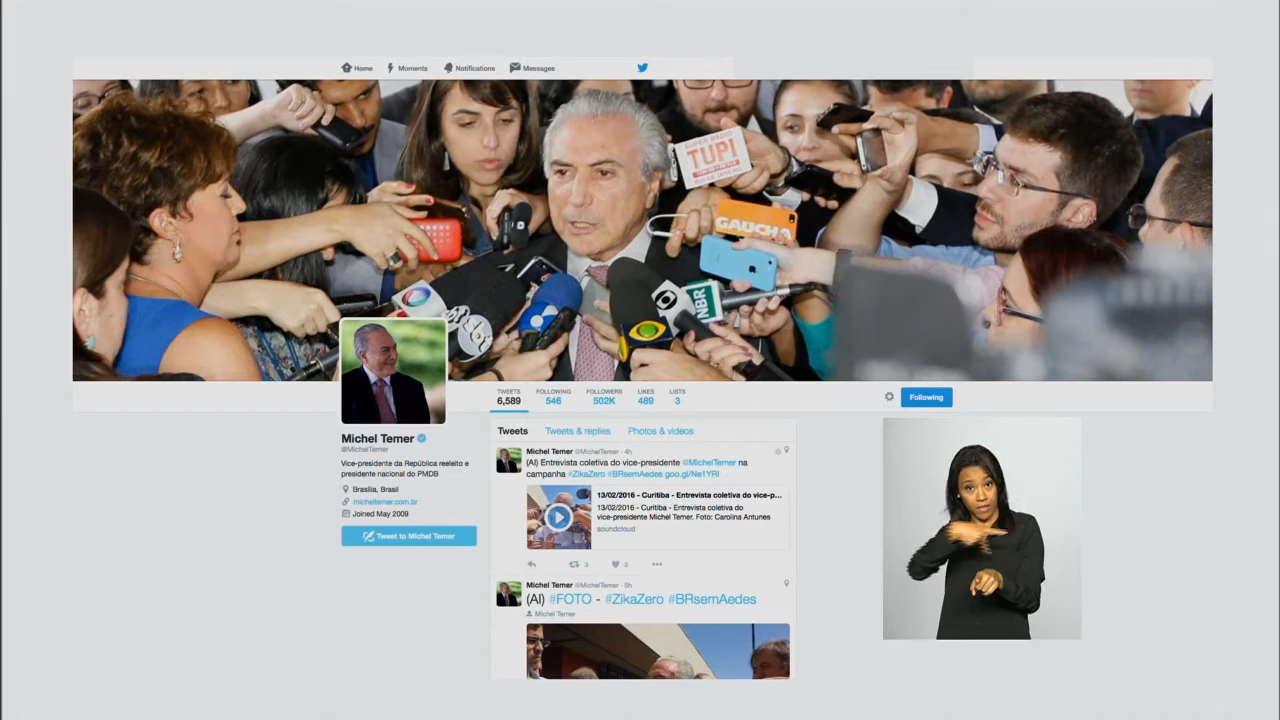 Home
Moments
Notifications
Messages
SUPER RÁDIO
TUPI
GAUCHA
NBR
TWEETS
6,589
FOLLOWING
546
FOLLOWERS
502K
LIKES
489
LISTS
3
Following
Michel Temer
@MichelTemer
Vice-presidente da República reeleito e
presidente nacional do PMDB
Brasília, Brasil
micheltemer.com.br
Joined May 2009
Tweet to Michel Temer
Tweets
Tweets & replies
Photos & videos
Michel Temer @MichelTemer · 4h
(AI) Entrevista coletiva do vice-presidente @MichelTemer na
campanha #ZikaZero #BRsemAedes goo.gl/Ne1YRI
13/02/2016 - Curitiba - Entrevista coletiva do vice-p...
13/02/2016 - Curitiba - Entrevista coletiva do
vice-presidente Michel Temer. Foto: Carolina Antunes
soundcloud
3
3
Michel Temer @MichelTemer · 5h
(AI) #FOTO - #ZikaZero #BRsemAedes
Michel Temer